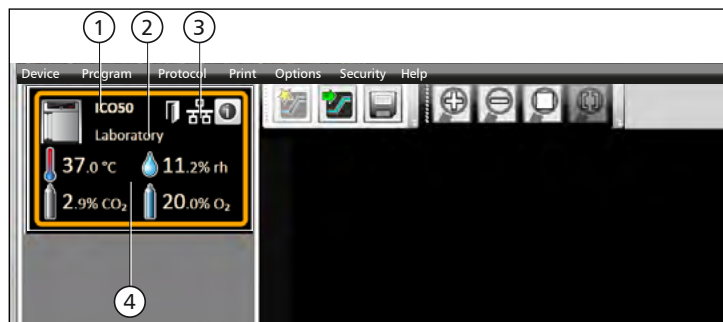 1 2 3
Device Program Protocol Print Options Security Help
ICO50
Laboratory
37.0 °C 11.2% rh
2.9% CO₂ 20.0% O₂
4